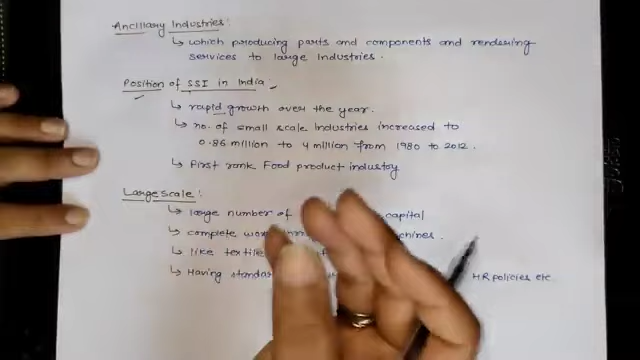 Ancillary Industries:
↳ which producing parts and components and rendering
services to large Industries.
Position of SSI in India:
↳ rapid growth over the year.
↳ no. of small scale Industries increased to
0.86 million to 4 million from 1980 to 2012.
↳ First rank Food product industry
Large Scale:
↳ large number of capital
↳ complete
↳ like textile
↳ Having HR policies etc.